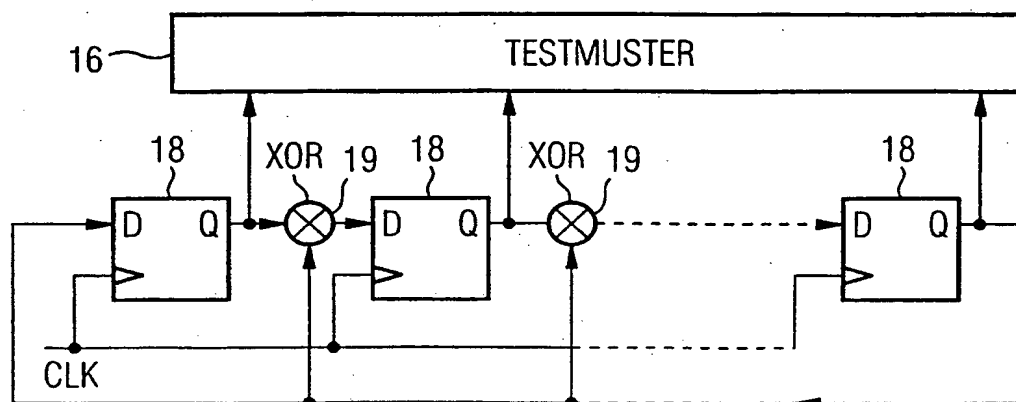 16
TESTMUSTER
18
XOR
19
18
XOR
19
18
D Q
D Q
D Q
CLK